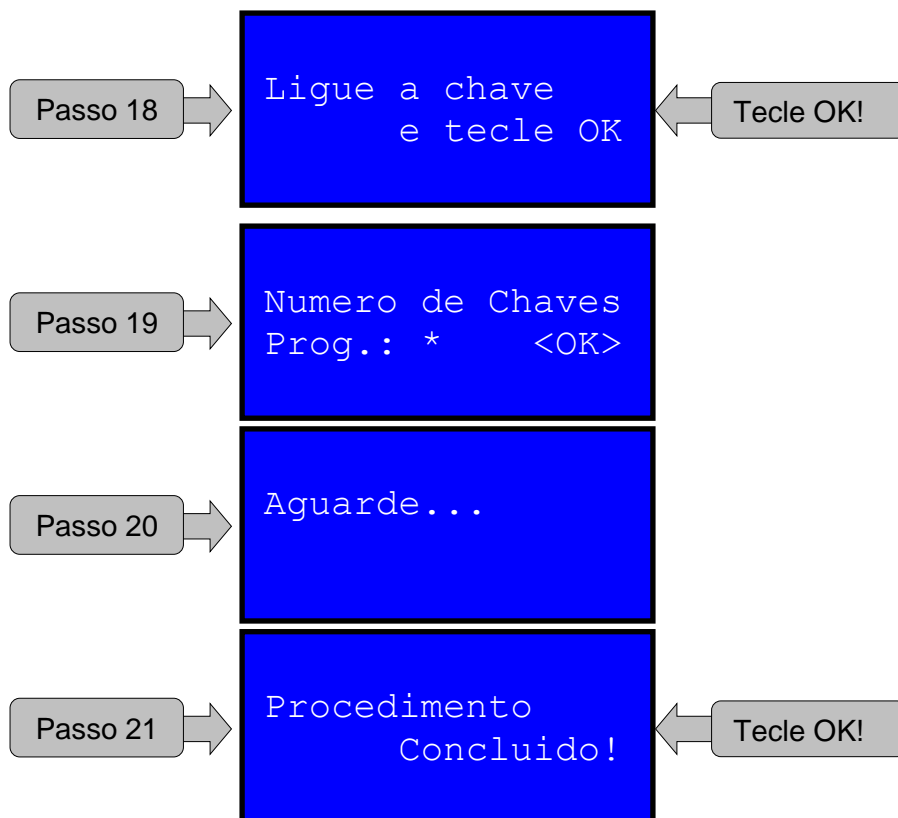 Passo 18
Ligue a chave
e tecle OK
Tecle OK!
Passo 19
Numero de Chaves
Prog.: * <OK>
Passo 20
Aguarde...
Passo 21
Procedimento
Concluido!
Tecle OK!